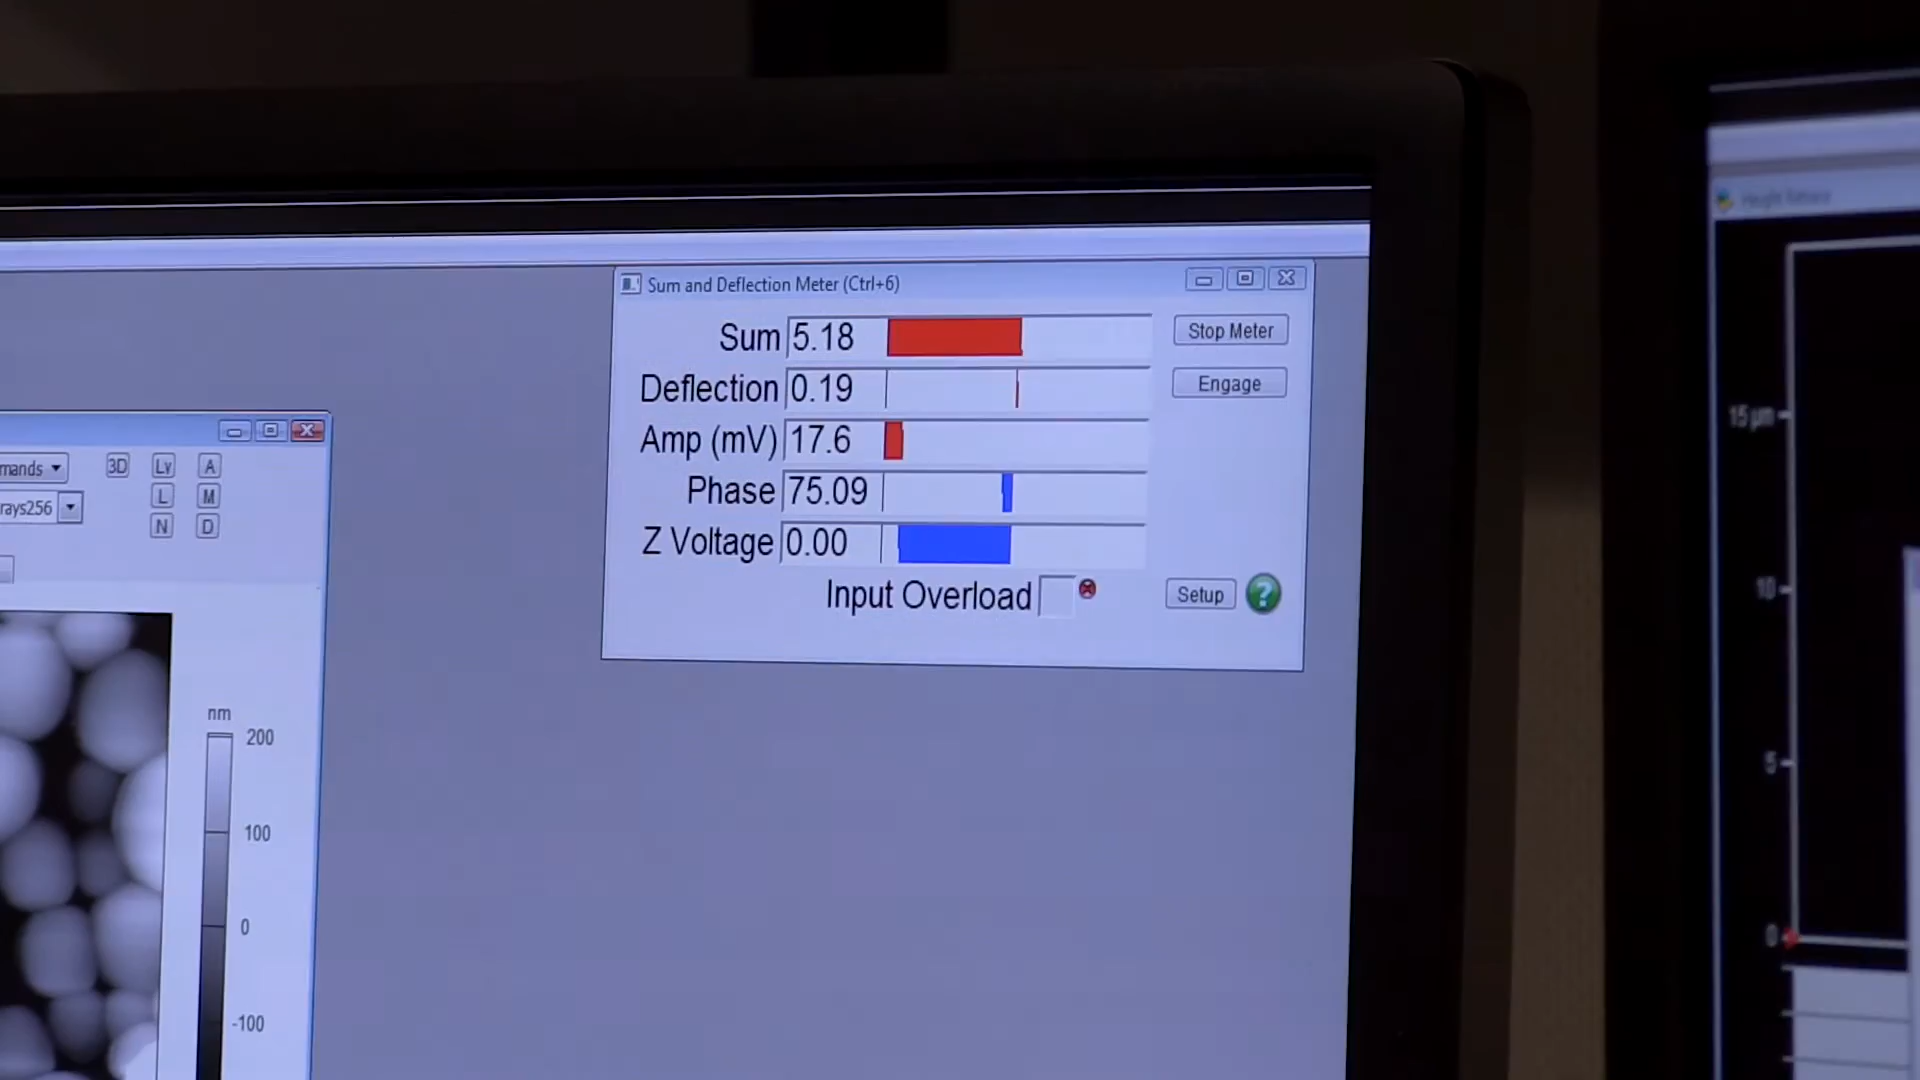 Sum and Deflection Meter (Ctrl+6)
Sum 5.18
Stop Meter
Deflection 0.19
Engage
Amp (mV) 17.6
Phase 75.09
Z Voltage 0.00
Input Overload
Setup ?
mands
3D Ly A
rays256
L M
N D
nm
200
100
0
-100
15 µm
10
5
0